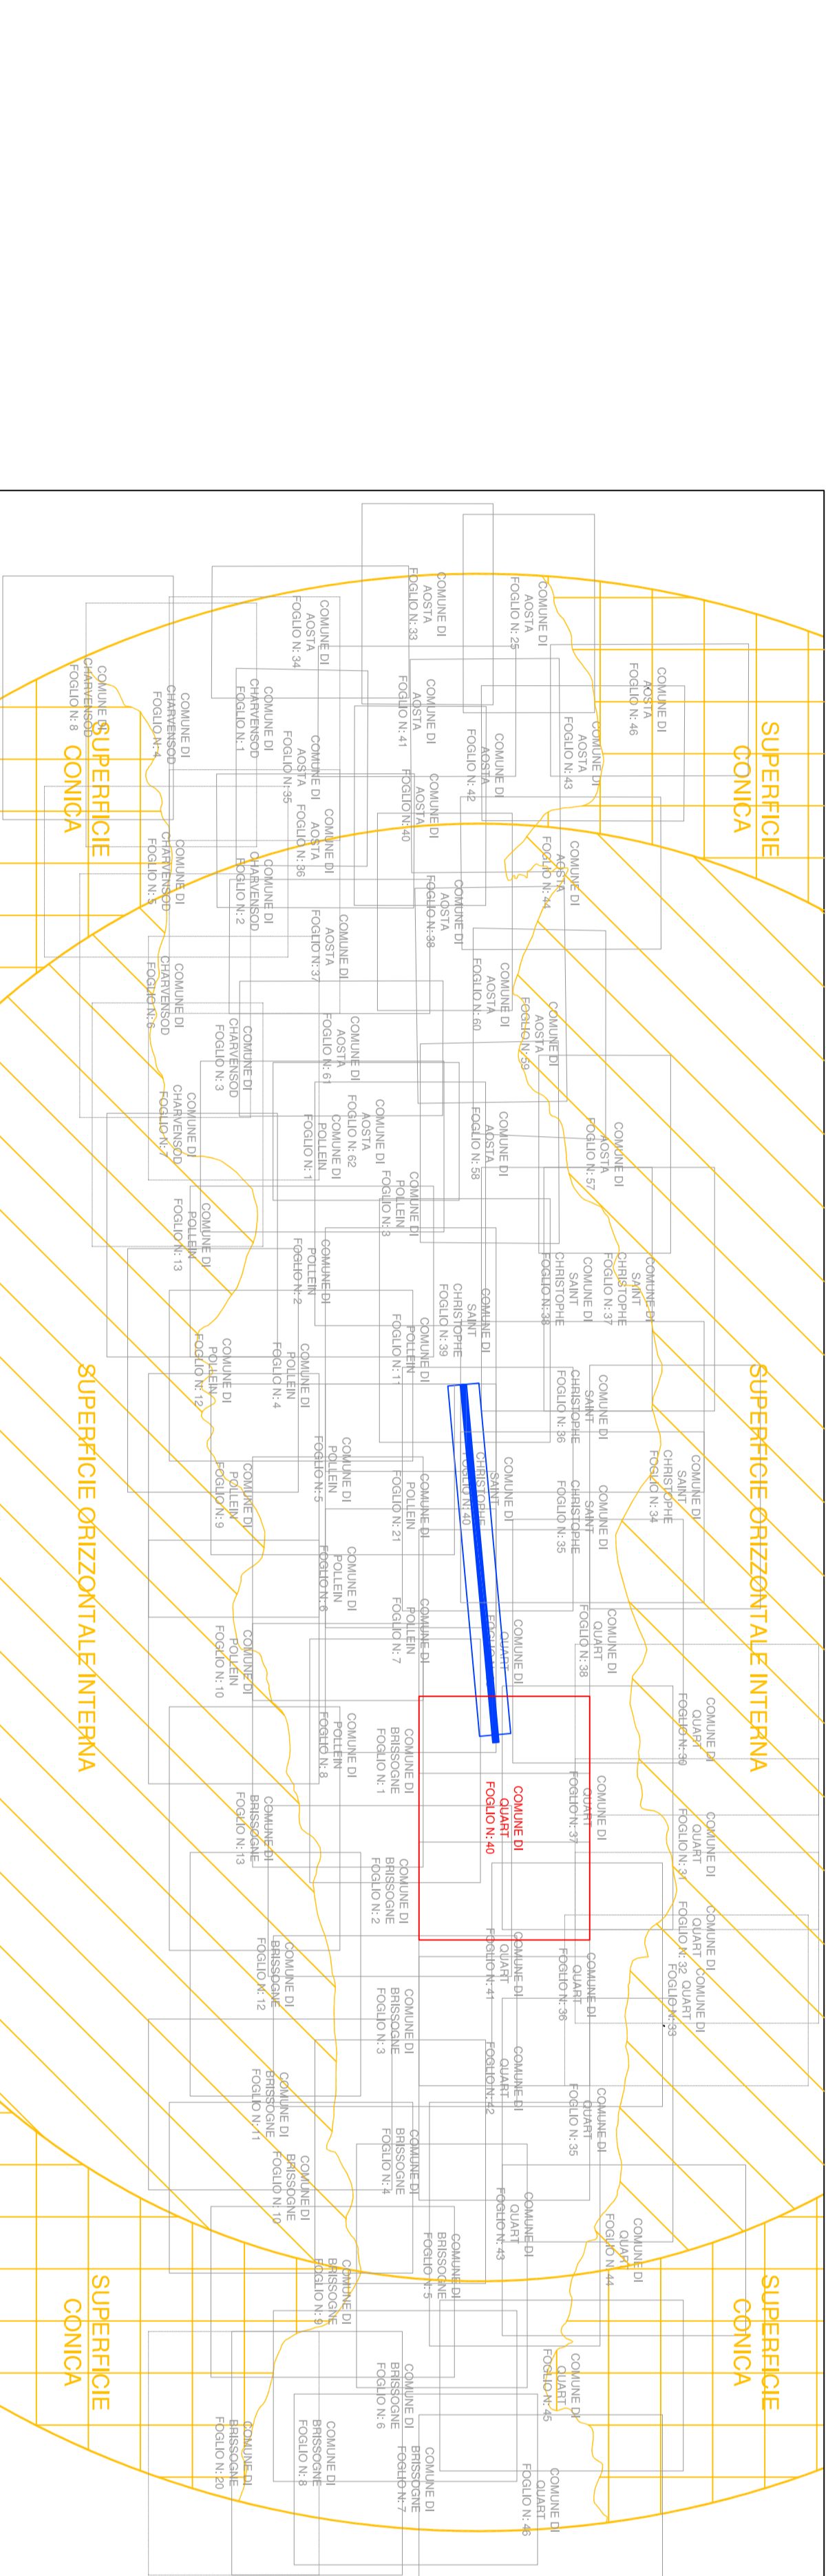 SUPERFICIE
CONICA
SUPERFICIE ORIZZONTALE INTERNA
SUPERFICIE
CONICA
COMUNE DI
QUART
FOGLIO N: 30
COMUNE DI
QUART
FOGLIO N: 31
COMUNE DI
QUART
FOGLIO N: 32
COMUNE DI
QUART
FOGLIO N: 33
COMUNE DI
SAINT
CHRISTOPHE
FOGLIO N: 34
COMUNE DI
AOSTA
FOGLIO N: 46
COMUNE DI
SAINT
CHRISTOPHE
FOGLIO N: 37
COMUNE DI
QUART
FOGLIO N: 44
COMUNE DI
AOSTA
FOGLIO N: 57
COMUNE DI
QUART
FOGLIO N: 38
COMUNE DI
AOSTA
FOGLIO N: 43
COMUNE DI
SAINT
CHRISTOPHE
FOGLIO N: 36
COMUNE DI
SAINT
CHRISTOPHE
FOGLIO N: 35
COMUNE DI
QUART
FOGLIO N: 37
COMUNE DI
QUART
FOGLIO N: 35
COMUNE DI
SAINT
CHRISTOPHE
FOGLIO N: 38
COMUNE DI
QUART
FOGLIO N: 36
COMUNE DI
AOSTA
FOGLIO N: 44
COMUNE DI
QUART
FOGLIO N: 45
COMUNE DI
AOSTA
FOGLIO N: 59
COMUNE DI
QUART
FOGLIO N: 46
COMUNE DI
AOSTA
FOGLIO N: 25
COMUNE DI
QUART
FOGLIO N: 43
COMUNE DI
QUART
COMUNE DI
QUART
FOGLIO N: 40
COMUNE DI
QUART
FOGLIO N: 41
COMUNE DI
QUART
FOGLIO N: 42
COMUNE DI
SAINT
CHRISTOPHE
FOGLIO N: 40
COMUNE DI
AOSTA
FOGLIO N: 60
COMUNE DI
AOSTA
FOGLIO N: 58
COMUNE DI
AOSTA
FOGLIO N: 42
COMUNE DI
SAINT
CHRISTOPHE
FOGLIO N: 39
COMUNE DI
AOSTA
FOGLIO N: 38
COMUNE DI
BRISSOGNE
FOGLIO N: 5
COMUNE DI
AOSTA
FOGLIO N: 33
COMUNE DI
AOSTA
FOGLIO N: 41
COMUNE DI
AOSTA
FOGLIO N: 40
COMUNE DI
POLLEIN
FOGLIO N: 11
COMUNE DI
POLLEIN
FOGLIO N: 21
COMUNE DI
POLLEIN
FOGLIO N: 7
COMUNE DI
BRISSOGNE
FOGLIO N: 7
COMUNE DI
POLLEIN
FOGLIO N: 3
COMUNE DI
BRISSOGNE
FOGLIO N: 1
COMUNE DI
BRISSOGNE
FOGLIO N: 2
COMUNE DI
BRISSOGNE
FOGLIO N: 3
COMUNE DI
BRISSOGNE
FOGLIO N: 4
COMUNE DI
BRISSOGNE
FOGLIO N: 6
COMUNE DI
AOSTA
FOGLIO N: 62
COMUNE DI
AOSTA
FOGLIO N: 61
COMUNE DI
POLLEIN
FOGLIO N: 6
COMUNE DI
POLLEIN
FOGLIO N: 8
COMUNE DI
POLLEIN
FOGLIO N: 5
COMUNE DI
BRISSOGNE
FOGLIO N: 9
COMUNE DI
AOSTA
FOGLIO N: 37
COMUNE DI
POLLEIN
FOGLIO N: 1
COMUNE DI
BRISSOGNE
FOGLIO N: 8
COMUNE DI
AOSTA
FOGLIO N: 36
COMUNE DI
AOSTA
FOGLIO N: 34
COMUNE DI
POLLEIN
FOGLIO N: 2
COMUNE DI
AOSTA
FOGLIO N: 35
COMUNE DI
POLLEIN
FOGLIO N: 4
COMUNE DI
BRISSOGNE
FOGLIO N: 10
COMUNE DI
BRISSOGNE
FOGLIO N: 12
COMUNE DI
BRISSOGNE
FOGLIO N: 11
COMUNE DI
CHARVENSOD
FOGLIO N: 1
COMUNE DI
CHARVENSOD
FOGLIO N: 2
COMUNE DI
BRISSOGNE
FOGLIO N: 13
COMUNE DI
CHARVENSOD
FOGLIO N: 3
COMUNE DI
POLLEIN
FOGLIO N: 9
COMUNE DI
POLLEIN
FOGLIO N: 10
COMUNE DI
BRISSOGNE
FOGLIO N: 20
COMUNE DI
POLLEIN
FOGLIO N: 12
COMUNE DI
POLLEIN
FOGLIO N: 13
COMUNE DI
CHARVENSOD
FOGLIO N: 7
COMUNE DI
CHARVENSOD
FOGLIO N: 4
COMUNE DI
CHARVENSOD
FOGLIO N: 5
COMUNE DI
CHARVENSOD
FOGLIO N: 6
COMUNE DI
CHARVENSOD
FOGLIO N: 8
SUPERFICIE
CONICA
SUPERFICIE ORIZZONTALE INTERNA
SUPERFICIE
CONICA